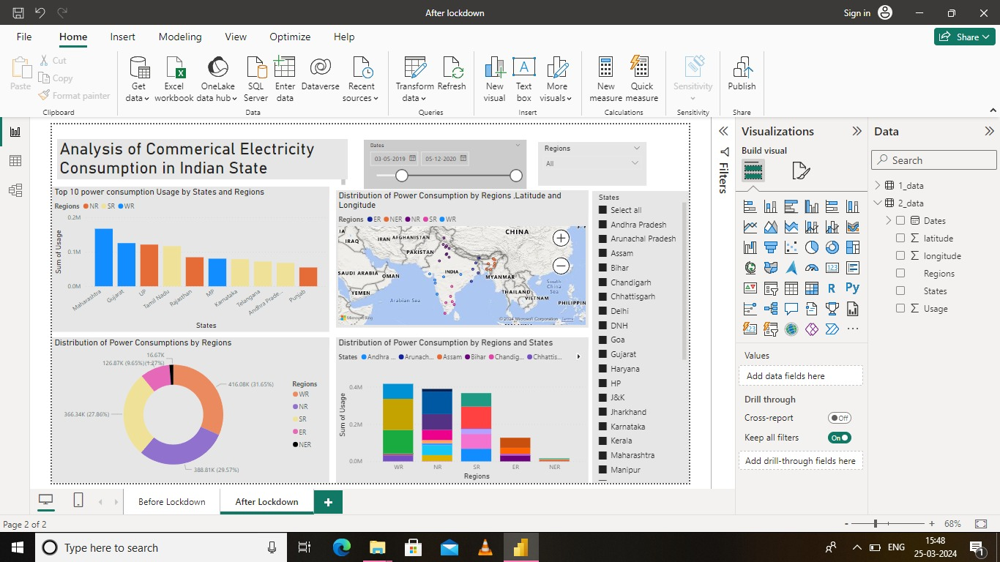 After lockdown
Sign in
File Home Insert Modeling View Optimize Help
Share
Paste
Cut
Copy
Format painter
Get data
Excel workbook
OneLake data hub
SQL Server
Enter data
Dataverse
Recent sources
Transform data
Refresh
New visual
Text box
More visuals
New measure
Quick measure
Sensitivity
Publish
Clipboard Data Queries Insert Calculations Sensitivity Share
Analysis of Commerical Electricity
Consumption in Indian State
Dates
03-05-2019 05-12-2020
Regions
All
Top 10 power consumption Usage by States and Regions
Regions NR SR WR
Sum of Usage
0.2M
0.1M
0.0M
Maharashtra Gujarat UP Tamil Nadu Rajasthan MP Karnataka Telangana Andhra Prade... Punjab
States
Distribution of Power Consumption by Regions ,Latitude and
Longitude
Regions ER NER NR SR WR
CHINA
IRAQ
IRAN
AFGHANISTAN
PAKISTAN
SAUDI ARABIA
OMAN
INDIA
MYANMAR
YEMEN
THAILAND
VIETNAM
PHILIPPIN
Arabian Sea
South
China
Sea
Microsoft Bing
© 2024 Microsoft Corporation Terms
States
Select all
Andhra Pradesh
Arunachal Pradesh
Assam
Bihar
Chandigarh
Chhattisgarh
Delhi
DNH
Goa
Gujarat
Haryana
HP
J&K
Jharkhand
Karnataka
Kerala
Maharashtra
Manipur
Distribution of Power Consumptions by Regions
16.67K
(1.27%)
126.87K (9.65%)
416.08K (31.65%)
366.34K (27.86%)
388.81K (29.57%)
Regions
WR
NR
SR
ER
NER
Distribution of Power Consumption by Regions and States
States Andhra ... Arunach... Assam Bihar Chandig... Chhattis...
Sum of Usage
0.4M
0.2M
0.0M
WR NR SR ER NER
Regions
Filters
Visualizations
Build visual
123
R
Py
123
Values
Add data fields here
Drill through
Cross-report Off
Keep all filters On
Add drill-through fields here
Data
Search
1_data
2_data
Dates
latitude
longitude
Regions
States
Usage
Before Lockdown After Lockdown
Page 2 of 2
- + 68%
Type here to search
ENG
15:48
25-03-2024
1